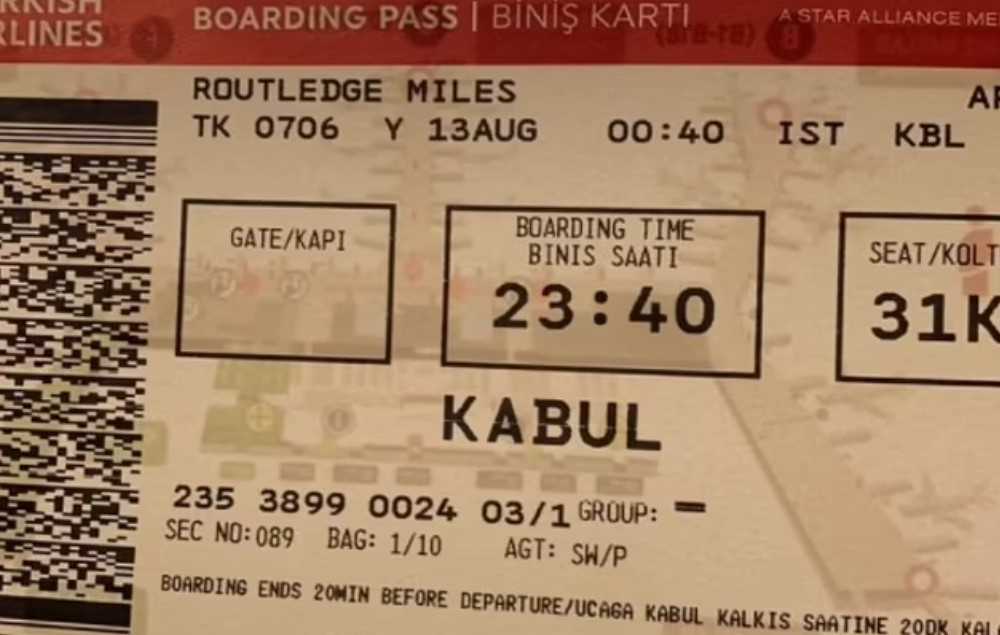 RKISH
RLINES
BOARDING PASS | BİNİŞ KARTI
A STAR ALLIANCE ME
ROUTLEDGE MILES
TK 0706 Y 13AUG 00:40 IST KBL
GATE/KAPI
BOARDING TIME
BINIS SAATI
23:40
SEAT/KOLT
31K
KABUL
235 3899 0024 03/1 GROUP: -
SEC NO:089 BAG: 1/10 AGT: SW/P
BOARDING ENDS 20MIN BEFORE DEPARTURE/UCAGA KABUL KALKIS SAATINE 20DK KAL